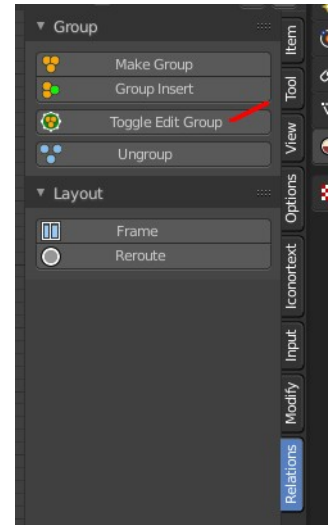 Group
Make Group
Group Insert
Toggle Edit Group
Ungroup
Layout
Frame
Reroute
Item
Tool
View
Options
Iconortext
Input
Modify
Relations